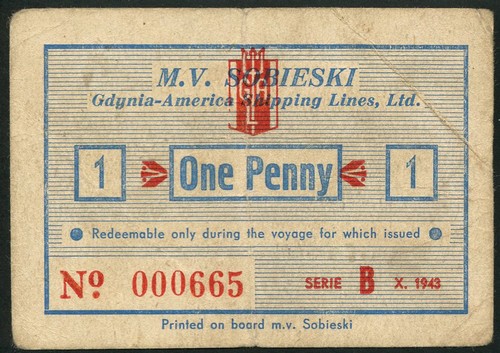 M.V. SOBIESKI
Gdynia-America Shipping Lines, Ltd.
1 One Penny 1
Redeemable only during the voyage for which issued
Nº 000665 SERIE B X. 1943
Printed on board m.v. Sobieski